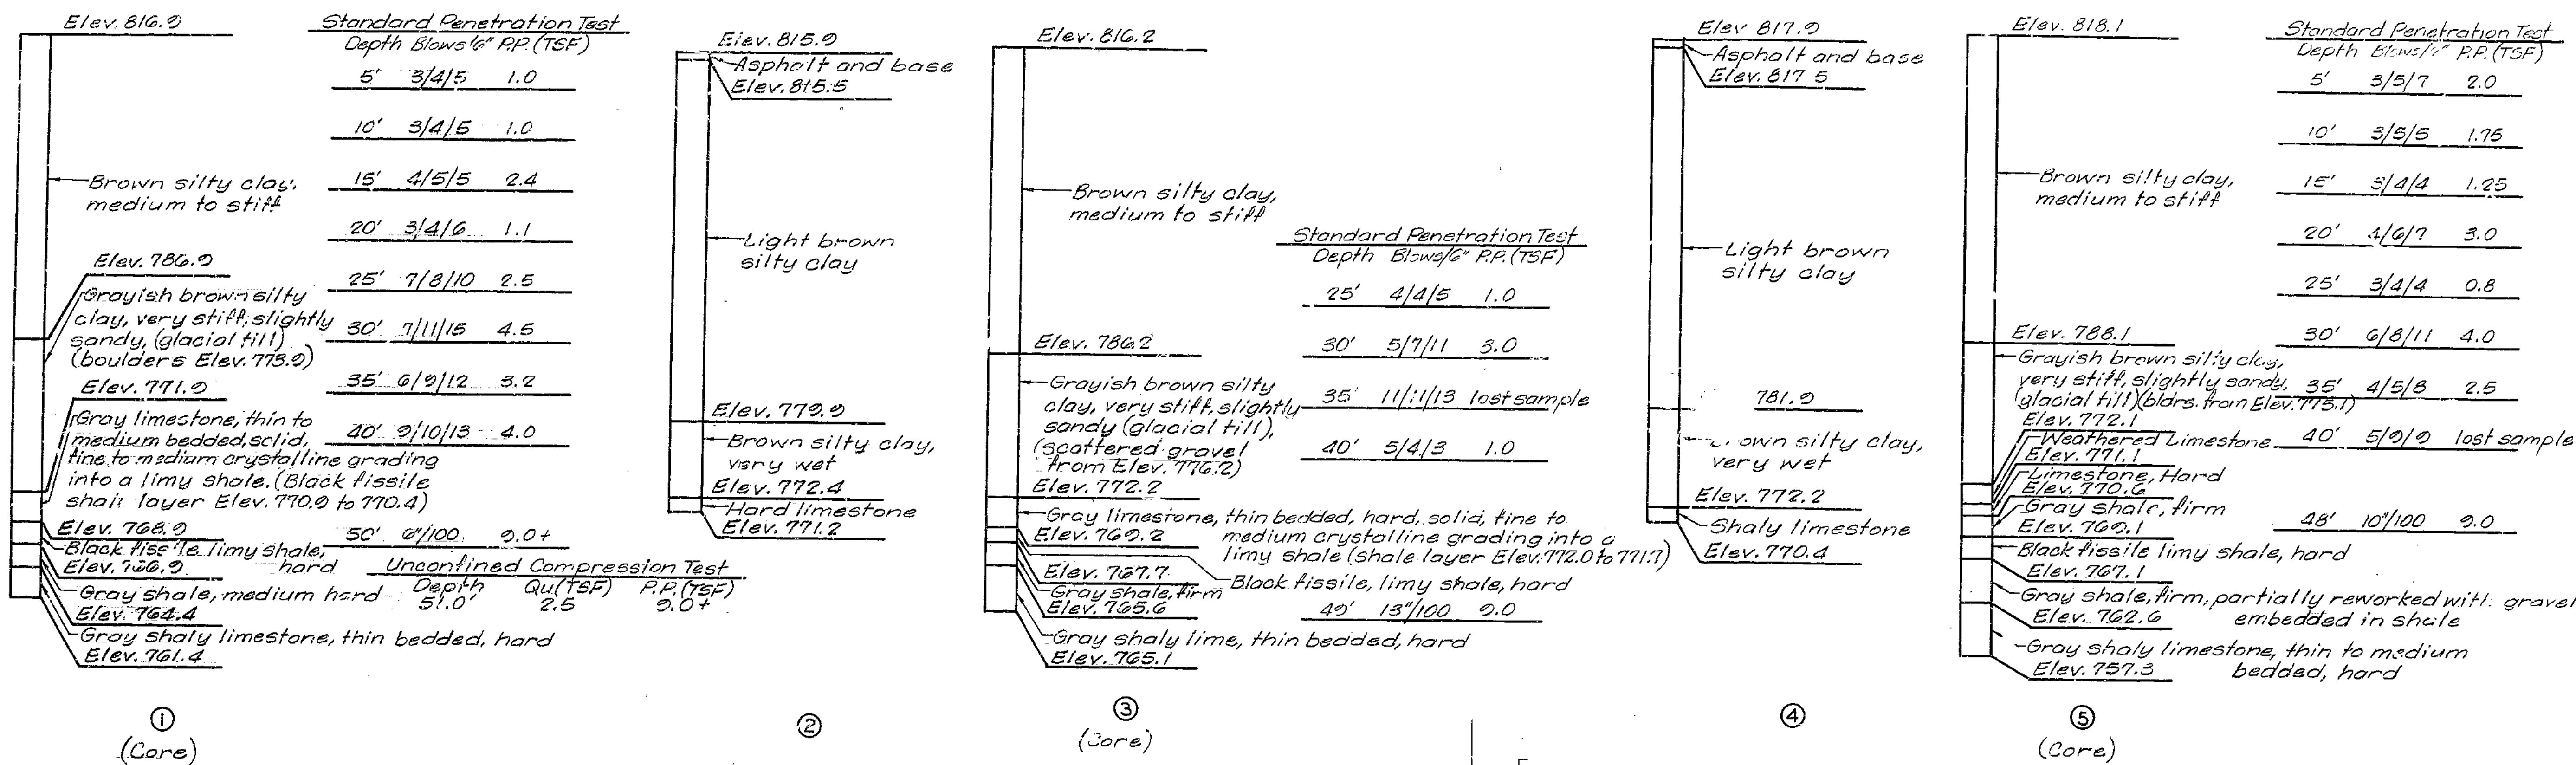 Elev. 816.9
Standard Penetration Test
Depth Blows/6" P.P. (TSF)
5' 3/4/5 1.0
10' 3/4/5 1.0
15' 4/5/5 2.4
20' 3/4/6 1.1
25' 7/8/10 2.5
30' 7/11/15 4.5
35' 6/9/12 3.2
40' 9/10/13 4.0
50' 6"/100 9.0+
Brown silty clay,
medium to stiff
Elev. 786.9
Grayish brown silty
clay, very stiff, slightly
sandy, (glacial till)
(boulders Elev. 773.9)
Elev. 771.9
Gray limestone, thin to
medium bedded, solid,
fine to medium crystalline grading
into a limy shale. (Black fissile
shale layer Elev. 770.9 to 770.4)
Elev. 768.9
Black fissile limy shale,
hard
Elev. 766.9
Gray shale, medium hard
Elev. 764.4
Gray shaly limestone, thin bedded, hard
Elev. 761.4
Unconfined Compression Test
Depth Qu(TSF) P.P. (TSF)
51.0' 2.5 9.0+
①
(Core)
Elev. 815.9
Asphalt and base
Elev. 815.5
Light brown
silty clay
Elev. 779.9
Brown silty clay,
very wet
Elev. 772.4
Hard limestone
Elev. 771.2
②
Elev. 816.2
Brown silty clay,
medium to stiff
Standard Penetration Test
Depth Blows/6" P.P. (TSF)
25' 4/4/5 1.0
30' 5/7/11 3.0
35' 11/11/13 lost sample
40' 5/4/3 1.0
Elev. 786.2
Grayish brown silty
clay, very stiff, slightly
sandy (glacial till),
(scattered gravel
from Elev. 776.2)
Elev. 772.2
Gray limestone, thin bedded, hard, solid, fine to
medium crystalline grading into a
limy shale (shale layer Elev. 772.0 to 771.7)
Elev. 769.2
Black fissile, limy shale, hard
Elev. 767.7
Gray shale, firm
Elev. 765.6
49' 13"/100 9.0
Gray shaly lime, thin bedded, hard
Elev. 765.1
③
(Core)
Elev 817.9
Asphalt and base
Elev. 817.5
Light brown
silty clay
781.9
Brown silty clay,
very wet
Elev. 772.2
Shaly limestone
Elev. 770.4
④
Elev. 818.1
Standard Penetration Test
Depth Blows/6" P.P. (TSF)
5' 3/5/7 2.0
10' 3/5/5 1.75
15' 3/4/4 1.25
20' 4/6/7 3.0
25' 3/4/4 0.8
30' 6/8/11 4.0
35' 4/5/8 2.5
40' 5/9/9 lost sample
48' 10"/100 9.0
Brown silty clay,
medium to stiff
Elev. 788.1
Grayish brown silty clay,
very stiff, slightly sandy,
(glacial till) (bldrs. from Elev. 775.1)
Elev. 772.1
Weathered Limestone
Elev. 771.1
Limestone, Hard
Elev. 770.6
Gray shale, firm
Elev. 769.1
Black fissile limy shale, hard
Elev. 767.1
Gray shale, firm, partially reworked with gravel
embedded in shale
Elev. 762.6
Gray shaly limestone, thin to medium
bedded, hard
Elev. 757.3
⑤
(Core)